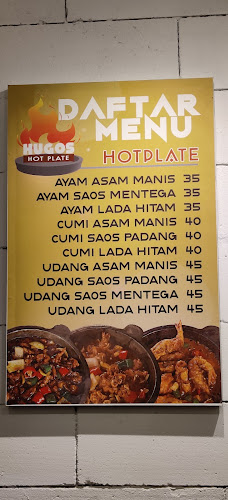 HUGOS
HOT PLATE
DAFTAR
MENU
HOTPLATE
AYAM ASAM MANIS 35
AYAM SAOS MENTEGA 35
AYAM LADA HITAM 35
CUMI ASAM MANIS 40
CUMI SAOS PADANG 40
CUMI LADA HITAM 40
UDANG ASAM MANIS 45
UDANG SAOS PADANG 45
UDANG SAOS MENTEGA 45
UDANG LADA HITAM 45